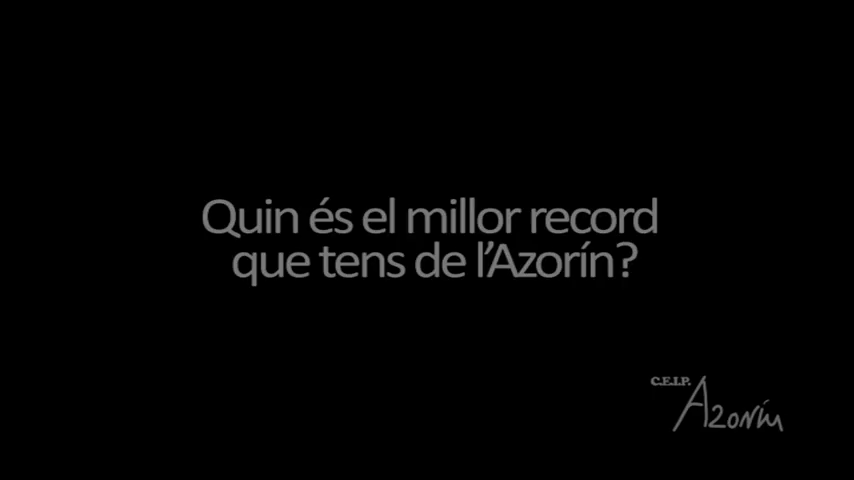 Quin és el millor record
que tens de l’Azorín?
C.E.I.P.
Azorín